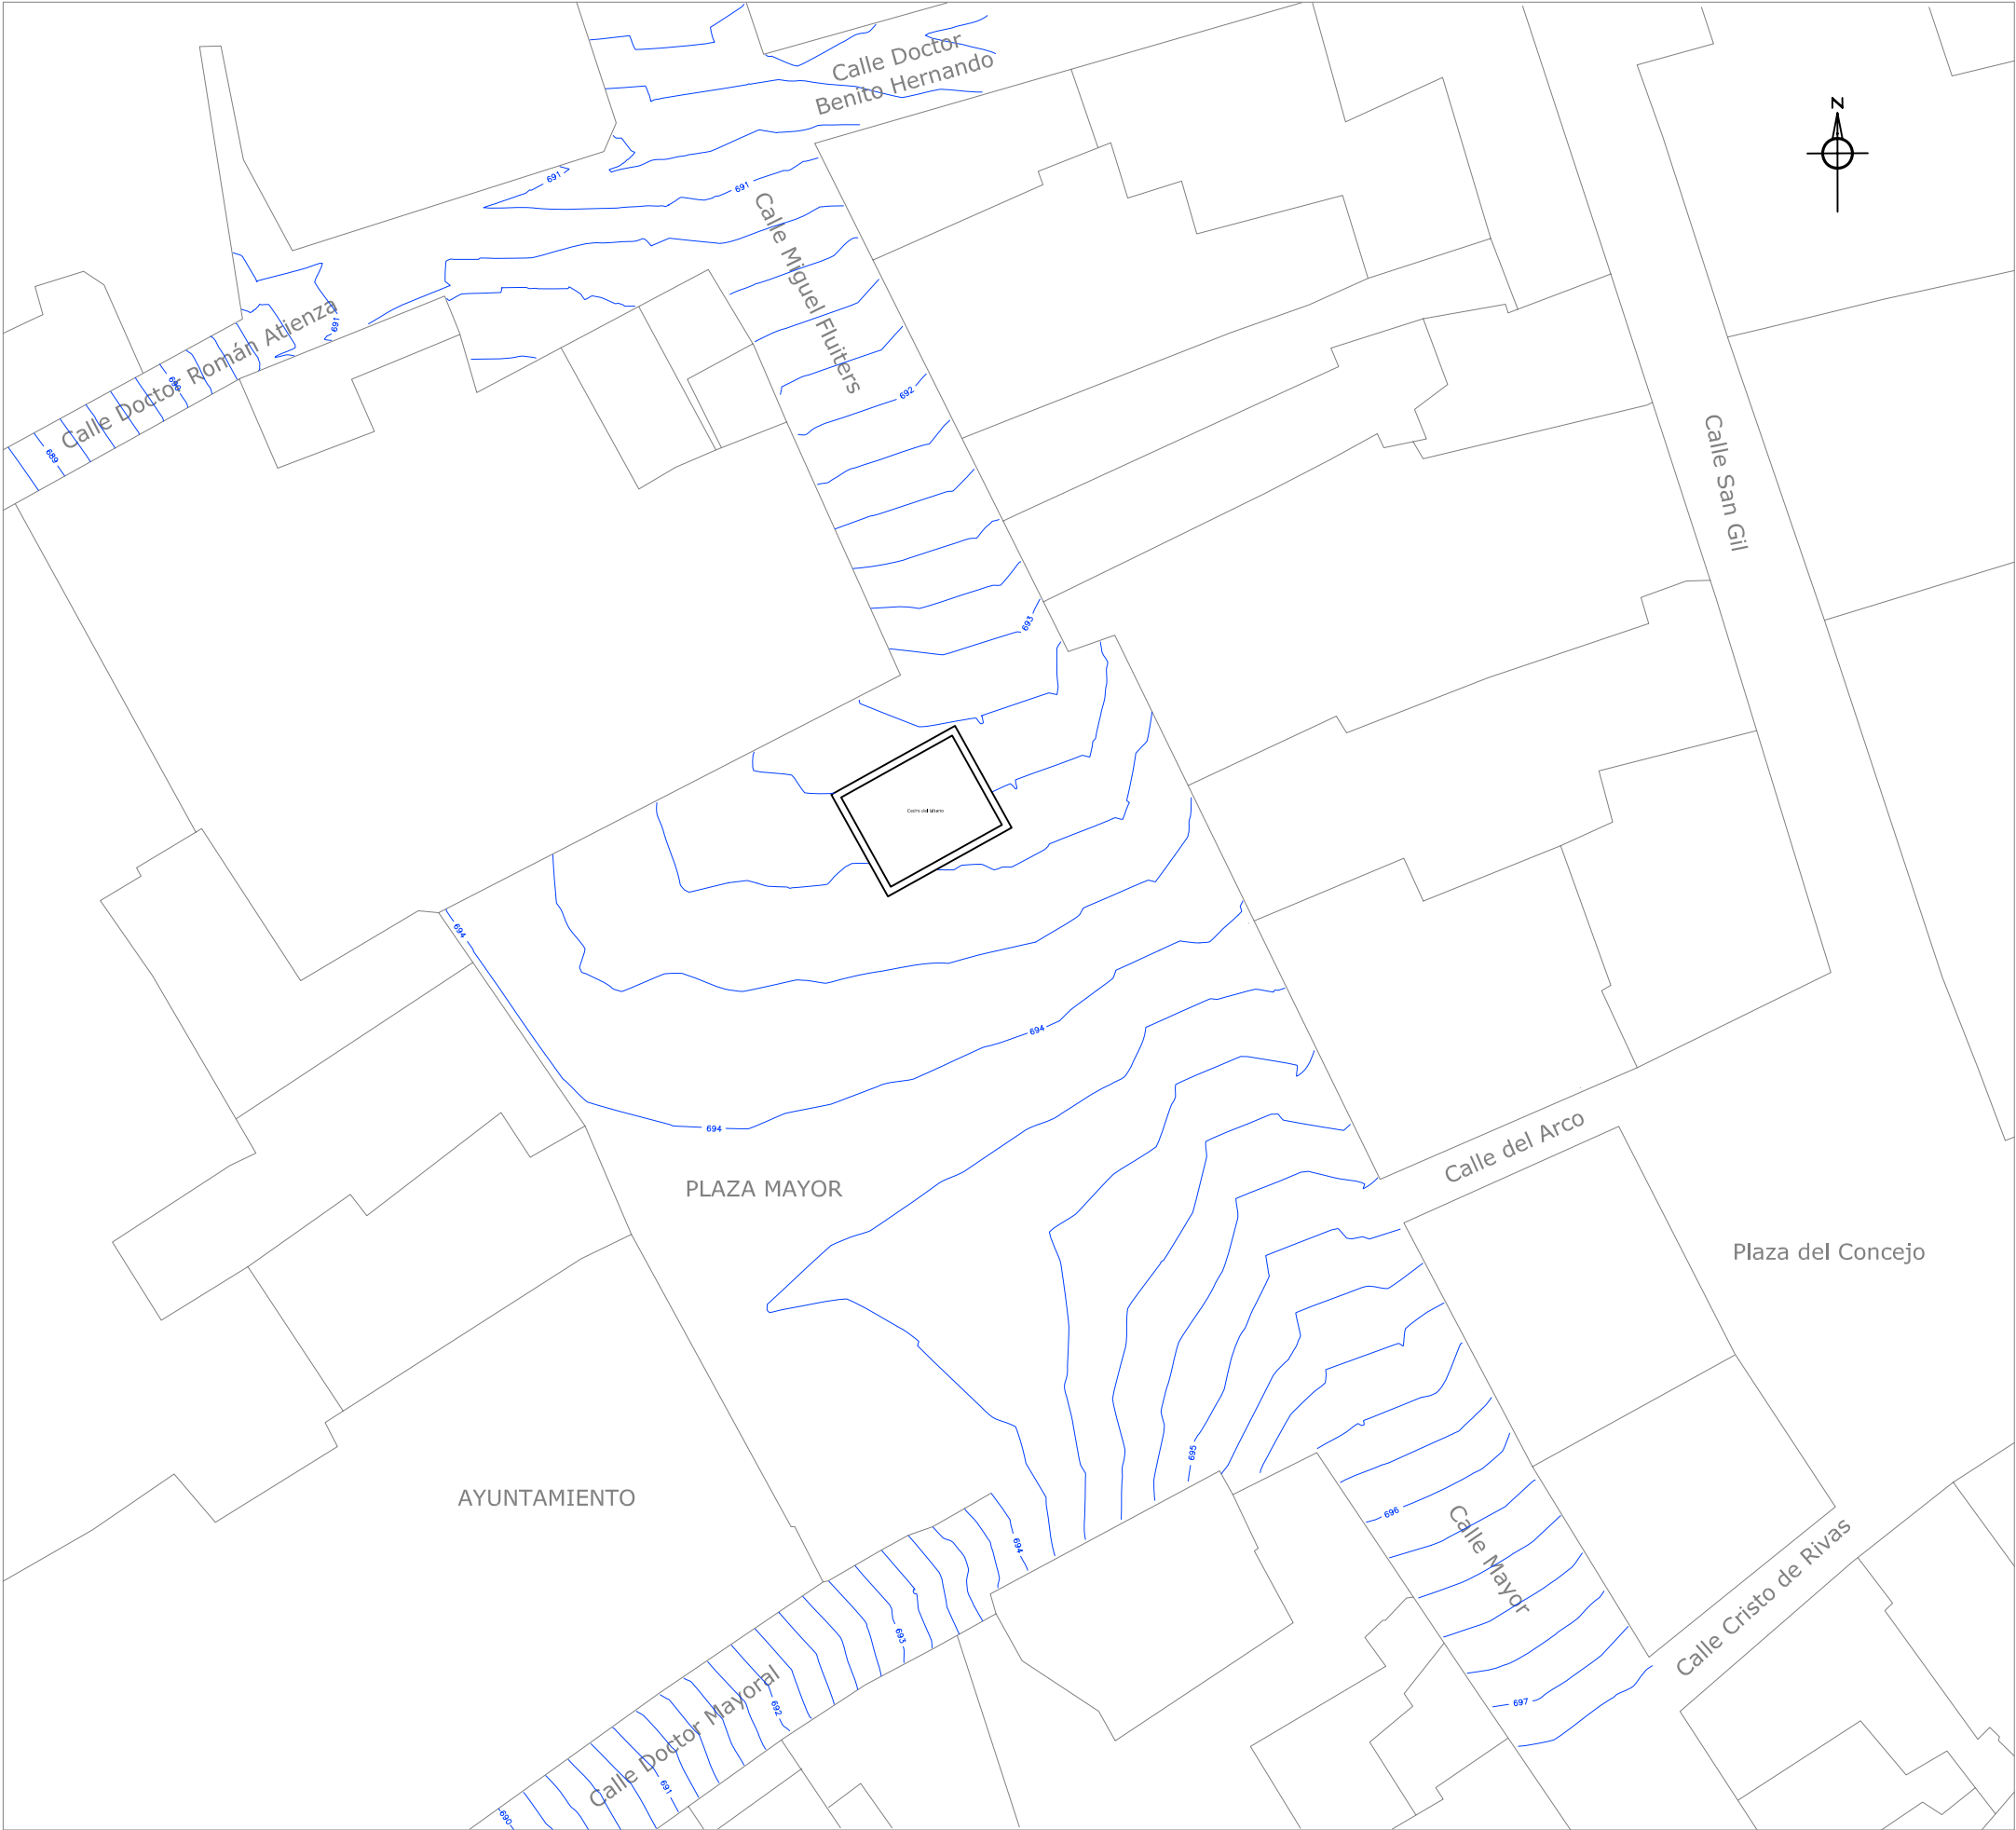 Calle Doctor
Benito Hernando
N
691
691
Calle Miguel Fluiters
691
Calle Doctor Román Atienza
690
692
689
Calle San Gil
693
694
694
694
PLAZA MAYOR
Calle del Arco
Plaza del Concejo
695
AYUNTAMIENTO
696
Calle Mayor
694
Calle Cristo de Rivas
693
692
697
Calle Doctor Mayoral
691
690